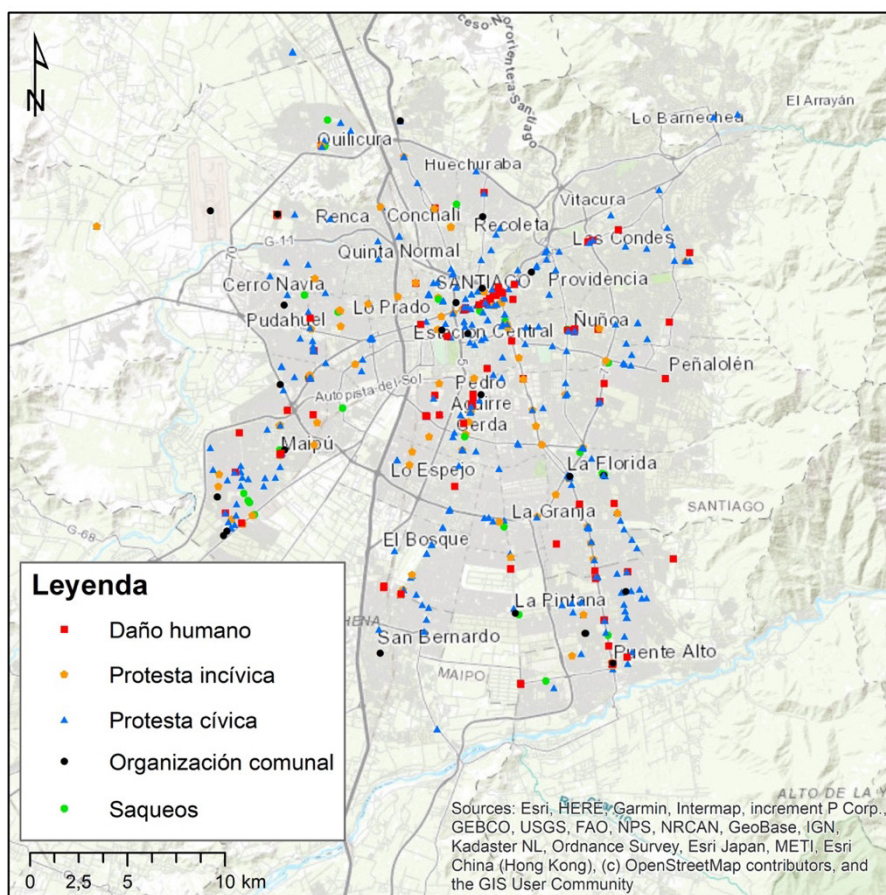 N
Nororiente a Santiago
El Arrayán
Lo Barnechea
Quilicura
Huechuraba
Vitacura
Renca
Conchalí
Recoleta
70
G-11
Las Condes
Quinta Normal
Cerro Navia
SANTIAGO
Providencia
Lo Prado
Pudahuel
Ñuñoa
Estación Central
5
Peñalolén
Autopista del Sol
Pedro
Aguirre
Cerda
Maipú
Lo Espejo
La Florida
SANTIAGO
G-68
La Granja
El Bosque
La Pintana
San Bernardo
Puente Alto
MAIPO
Leyenda
Daño humano
Protesta incívica
Protesta cívica
Organización comunal
Saqueos
0 2,5 5 10 km
ALTO DE LA
Sources: Esri, HERE, Garmin, Intermap, increment P Corp.,
GEBCO, USGS, FAO, NPS, NRCAN, GeoBase, IGN,
Kadaster NL, Ordnance Survey, Esri Japan, METI, Esri
China (Hong Kong), (c) OpenStreetMap contributors, and
the GIS User Community